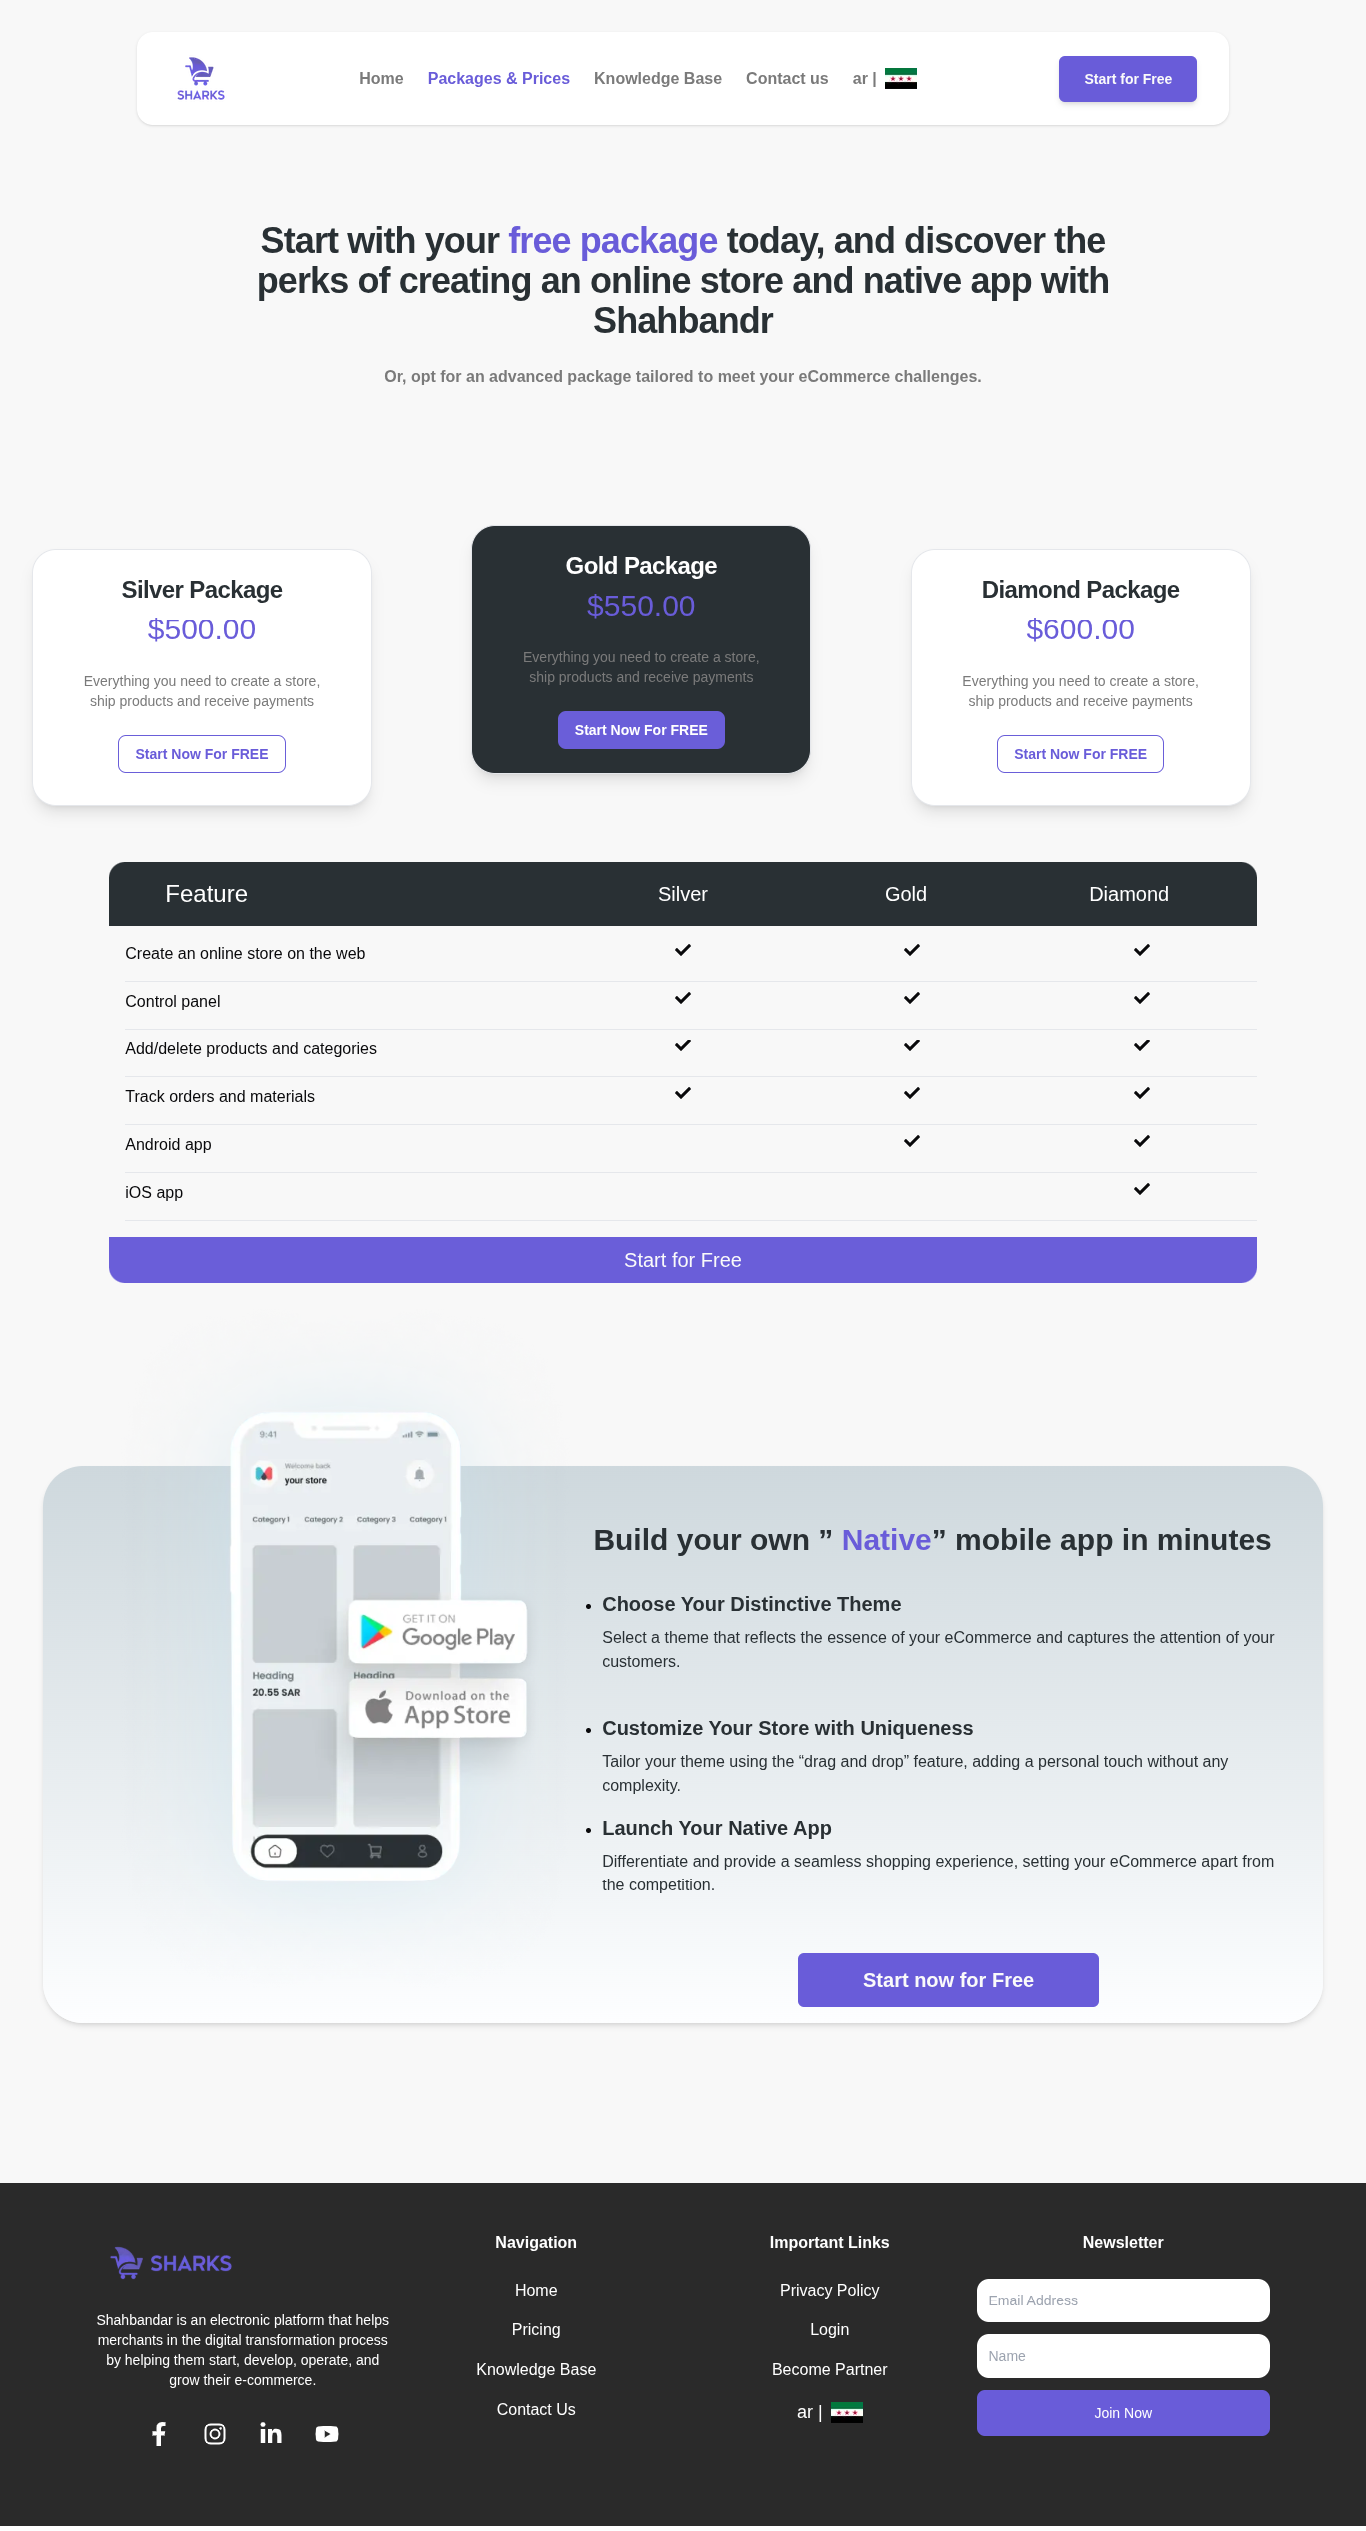 SHARKS
Home
Packages & Prices
Knowledge Base
Contact us
ar |
Start for Free
Start with your free package today, and discover the
perks of creating an online store and native app with
Shahbandr
Or, opt for an advanced package tailored to meet your eCommerce challenges.
Silver Package
$500.00
Everything you need to create a store,
ship products and receive payments
Start Now For FREE
Gold Package
$550.00
Everything you need to create a store,
ship products and receive payments
Start Now For FREE
Diamond Package
$600.00
Everything you need to create a store,
ship products and receive payments
Start Now For FREE
Feature Silver Gold Diamond
Create an online store on the web
Control panel
Add/delete products and categories
Track orders and materials
Android app
iOS app
Start for Free
9:41
Welcome back
your store
Category 1 Category 2 Category 3 Category 1
GET IT ON
Google Play
Heading Heading
20.55 SAR
Download on the
App Store
Build your own ” Native” mobile app in minutes
Choose Your Distinctive Theme
Select a theme that reflects the essence of your eCommerce and captures the attention of your
customers.
Customize Your Store with Uniqueness
Tailor your theme using the “drag and drop” feature, adding a personal touch without any
complexity.
Launch Your Native App
Differentiate and provide a seamless shopping experience, setting your eCommerce apart from
the competition.
Start now for Free
SHARKS
Shahbandar is an electronic platform that helps
merchants in the digital transformation process
by helping them start, develop, operate, and
grow their e-commerce.
Navigation
Home
Pricing
Knowledge Base
Contact Us
Important Links
Privacy Policy
Login
Become Partner
ar |
Newsletter
Email Address
Name
Join Now